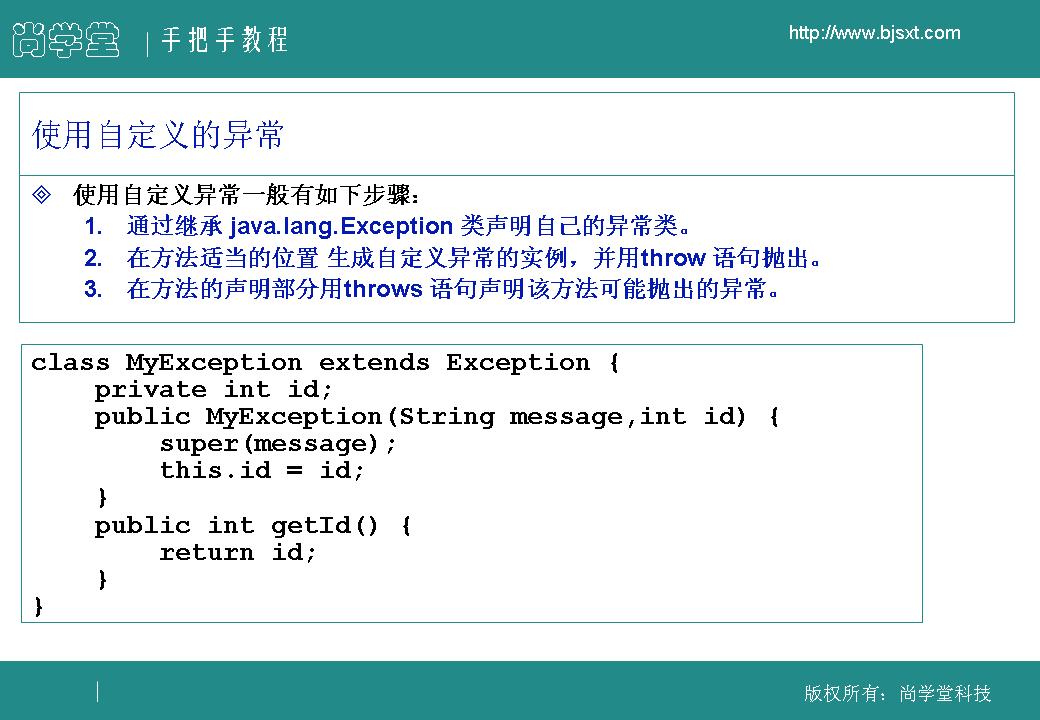 尚学堂 | 手把手教程
http://www.bjsxt.com
使用自定义的异常
使用自定义异常一般有如下步骤：
1. 通过继承 java.lang.Exception 类声明自己的异常类。
2. 在方法适当的位置 生成自定义异常的实例，并用throw 语句抛出。
3. 在方法的声明部分用throws 语句声明该方法可能抛出的异常。
class MyException extends Exception {
    private int id;
    public MyException(String message,int id) {
        super(message);
        this.id = id;
    }
    public int getId() {
        return id;
    }
}
版权所有：尚学堂科技